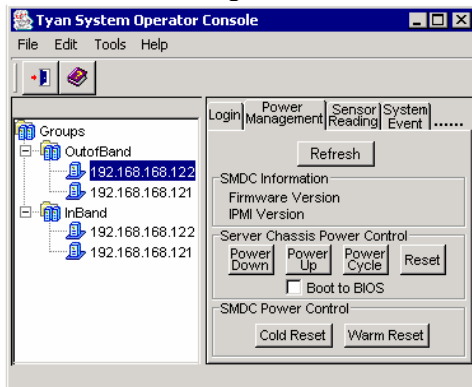 Tyan System Operator Console
File Edit Tools Help
Groups
OutofBand
192.168.168.122
192.168.168.121
InBand
192.168.168.122
192.168.168.121
Login
Power Management
Sensor Reading
System Event
......
Refresh
SMDC Information
Firmware Version
IPMI Version
Server Chassis Power Control
Power Down
Power Up
Power Cycle
Reset
Boot to BIOS
SMDC Power Control
Cold Reset
Warm Reset